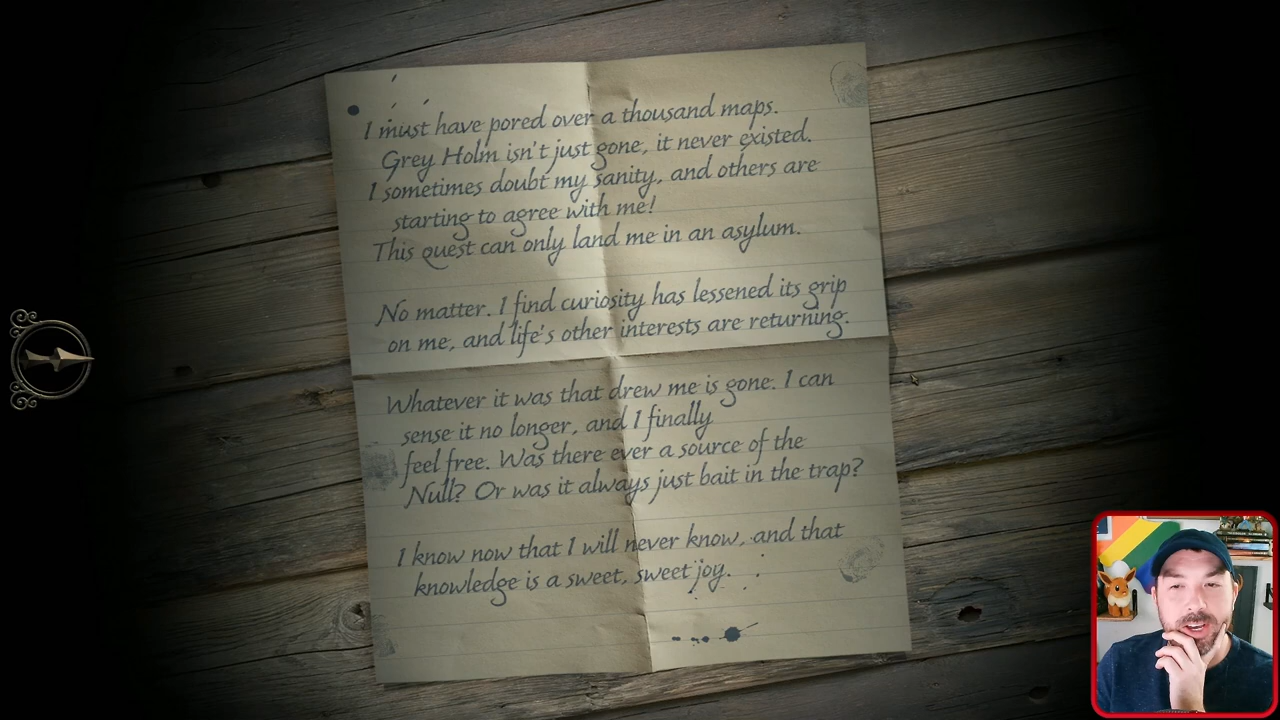 I must have pored over a thousand maps.
Grey Holm isn't just gone, it never existed.
I sometimes doubt my sanity, and others are
starting to agree with me!
This quest can only land me in an asylum.
No matter. I find curiosity has lessened its grip
on me, and life's other interests are returning.
Whatever it was that drew me is gone. I can
sense it no longer, and I finally
feel free. Was there ever a source of the
Null? Or was it always just bait in the trap?
I know now that I will never know, and that
knowledge is a sweet, sweet joy.